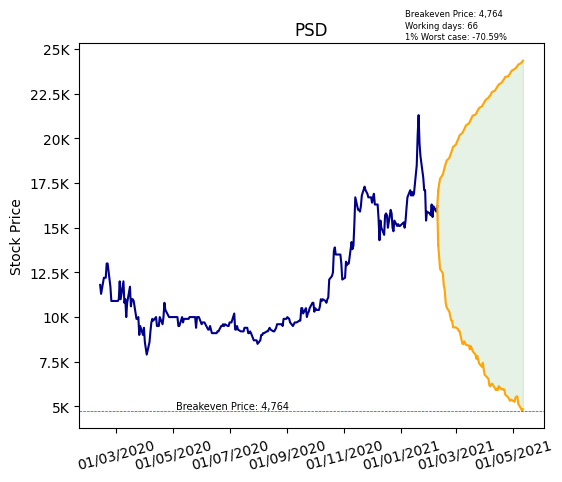 Breakeven Price: 4,764
Working days: 66
1% Worst case: -70.59%
PSD
25K
22.5K
20K
17.5K
15K
12.5K
10K
7.5K
5K
Stock Price
Breakeven Price: 4,764
01/03/2020
01/05/2020
01/07/2020
01/09/2020
01/11/2020
01/01/2021
01/03/2021
01/05/2021